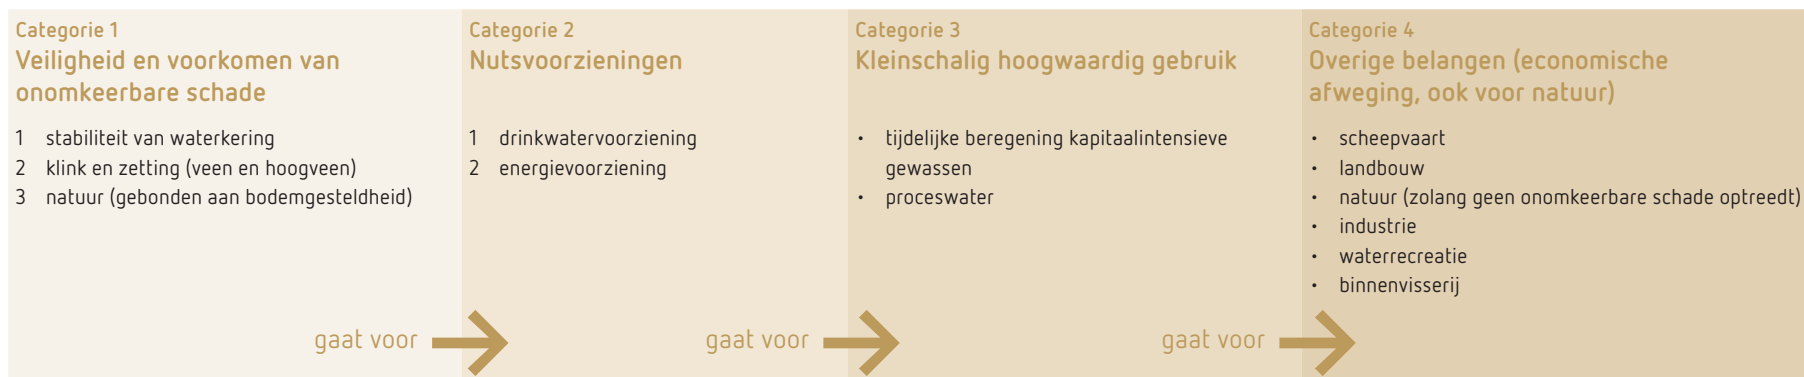 Categorie 1
Veiligheid en voorkomen van
onomkeerbare schade
1 stabiliteit van waterkering
2 klink en zetting (veen en hoogveen)
3 natuur (gebonden aan bodemgesteldheid)
gaat voor
Categorie 2
Nutsvoorzieningen
1 drinkwatervoorziening
2 energievoorziening
gaat voor
Categorie 3
Kleinschalig hoogwaardig gebruik
• tijdelijke beregening kapitaalintensieve
gewassen
• proceswater
gaat voor
Categorie 4
Overige belangen (economische
afweging, ook voor natuur)
• scheepvaart
• landbouw
• natuur (zolang geen onomkeerbare schade optreedt)
• industrie
• waterrecreatie
• binnenvisserij